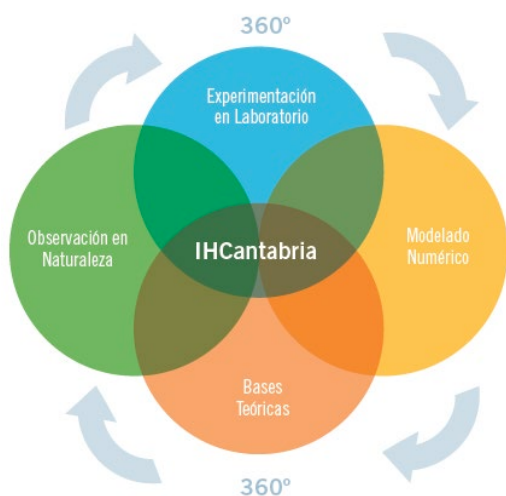 360º
Experimentación
en Laboratorio
Observación en
Naturaleza
IHCantabria
Modelado
Numérico
Bases
Teóricas
360º